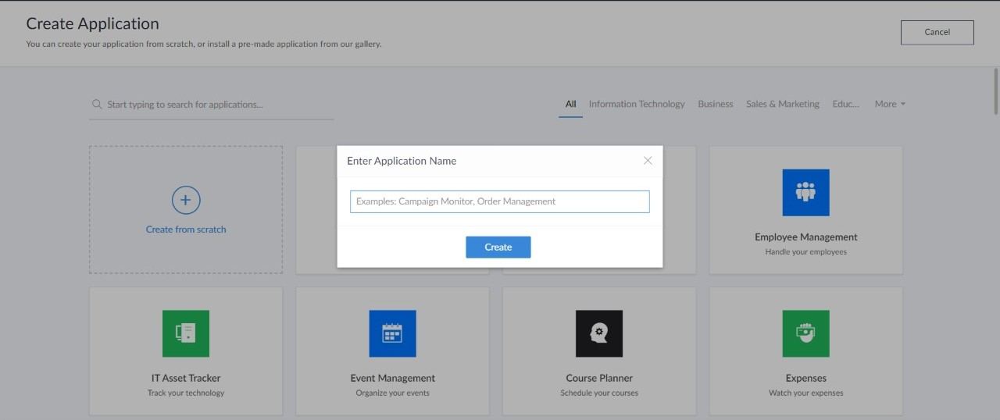 Create Application
You can create your application from scratch, or install a pre-made application from our gallery.
Cancel
Start typing to search for applications...
All Information Technology Business Sales & Marketing Educ... More
Enter Application Name
Examples: Campaign Monitor, Order Management
Create
Create from scratch
Employee Management
Handle your employees
IT Asset Tracker
Track your technology
Event Management
Organize your events
Course Planner
Schedule your courses
Expenses
Watch your expenses